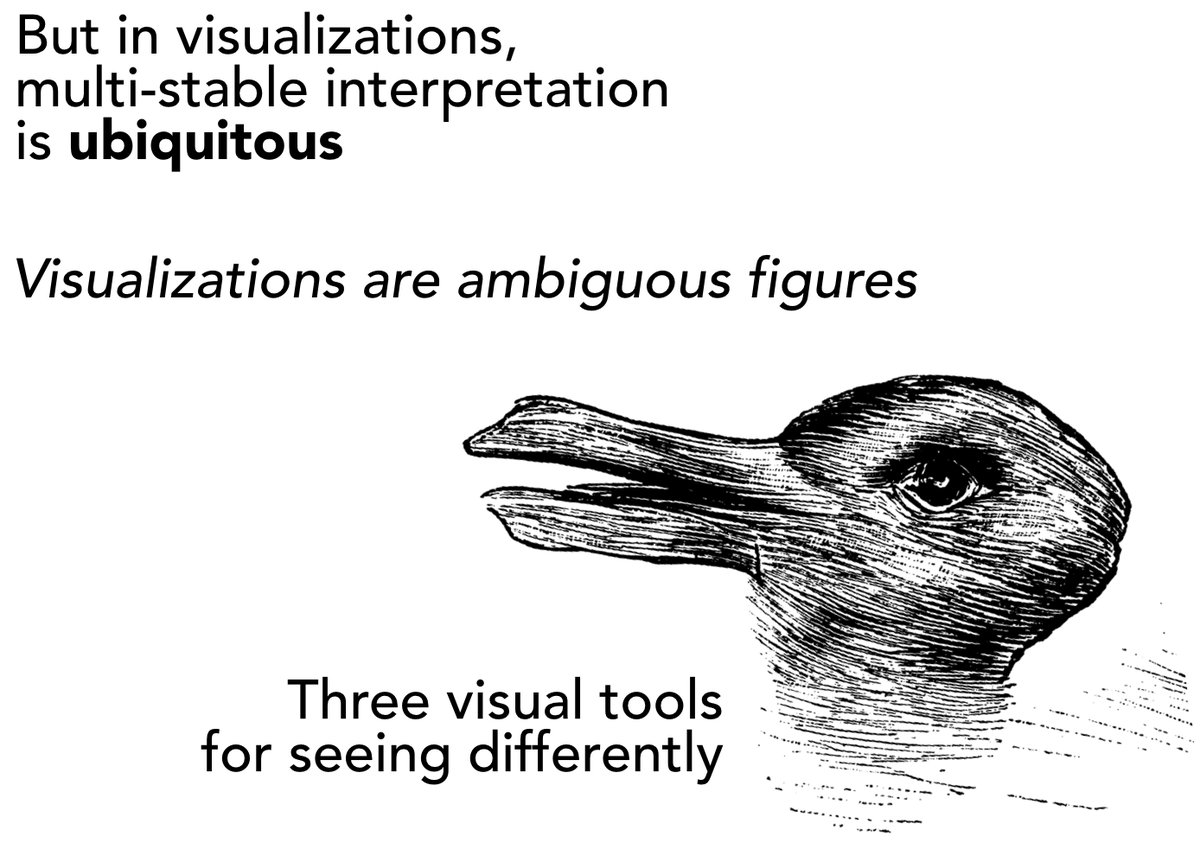 But in visualizations,
multi-stable interpretation
is ubiquitous
Visualizations are ambiguous figures
Three visual tools
for seeing differently